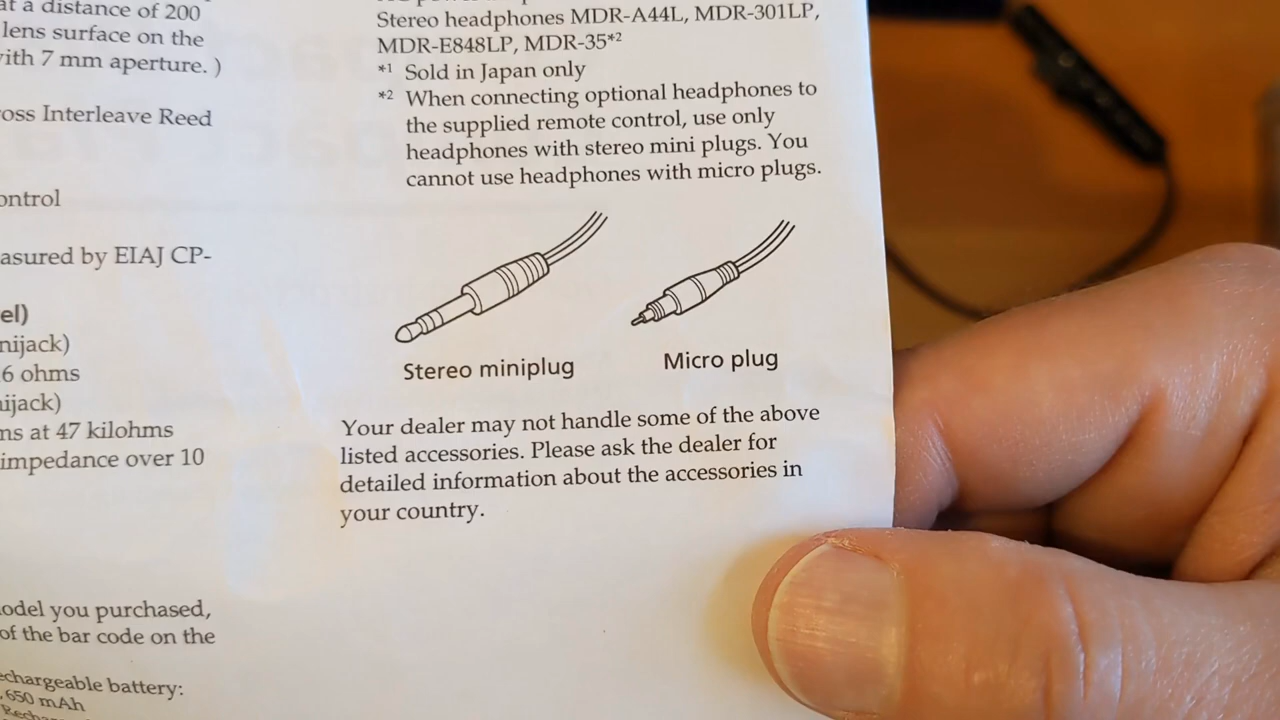 at a distance of 200
lens surface on the
with 7 mm aperture. )
oss Interleave Reed
ontrol
asured by EIAJ CP-
el)
nijack)
6 ohms
ijack)
ns at 47 kilohms
impedance over 10
odel you purchased,
of the bar code on the
echargeable battery:
650 mAh
Stereo headphones MDR-A44L, MDR-301LP,
MDR-E848LP, MDR-35*2
*1 Sold in Japan only
*2 When connecting optional headphones to
the supplied remote control, use only
headphones with stereo mini plugs. You
cannot use headphones with micro plugs.
Stereo miniplug
Micro plug
Your dealer may not handle some of the above
listed accessories. Please ask the dealer for
detailed information about the accessories in
your country.